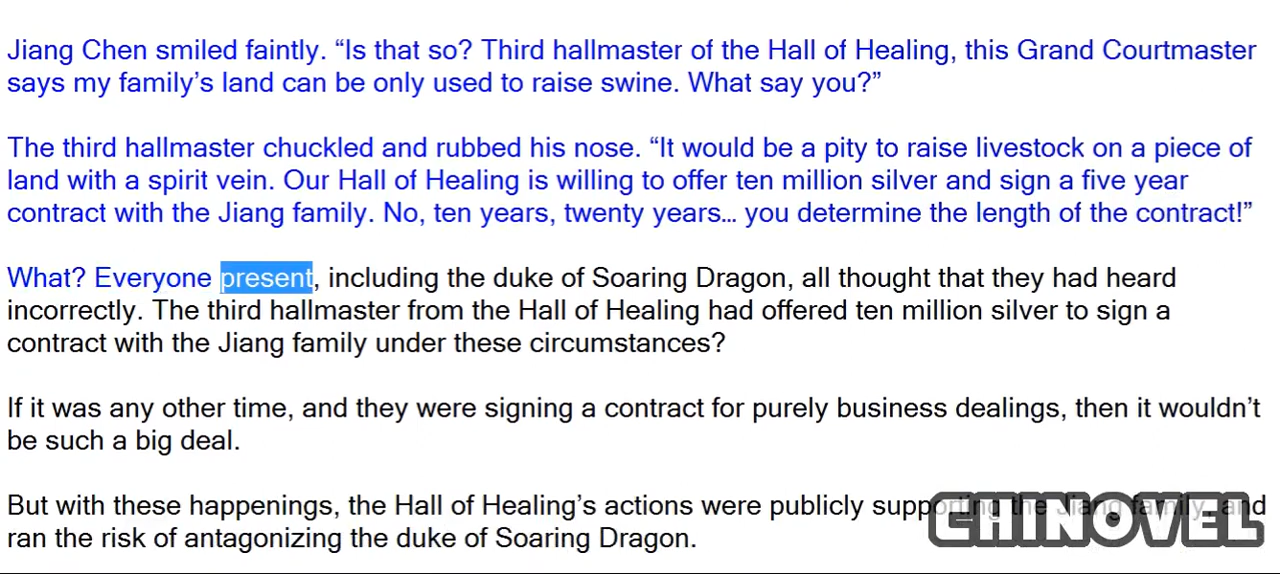 Jiang Chen smiled faintly. “Is that so? Third hallmaster of the Hall of Healing, this Grand Courtmaster
says my family’s land can be only used to raise swine. What say you?”
The third hallmaster chuckled and rubbed his nose. “It would be a pity to raise livestock on a piece of
land with a spirit vein. Our Hall of Healing is willing to offer ten million silver and sign a five year
contract with the Jiang family. No, ten years, twenty years… you determine the length of the contract!”
What? Everyone present, including the duke of Soaring Dragon, all thought that they had heard
incorrectly. The third hallmaster from the Hall of Healing had offered ten million silver to sign a
contract with the Jiang family under these circumstances?
If it was any other time, and they were signing a contract for purely business dealings, then it wouldn’t
be such a big deal.
But with these happenings, the Hall of Healing’s actions were publicly supporting the Jiang family, and
ran the risk of antagonizing the duke of Soaring Dragon.
CHINOVEL